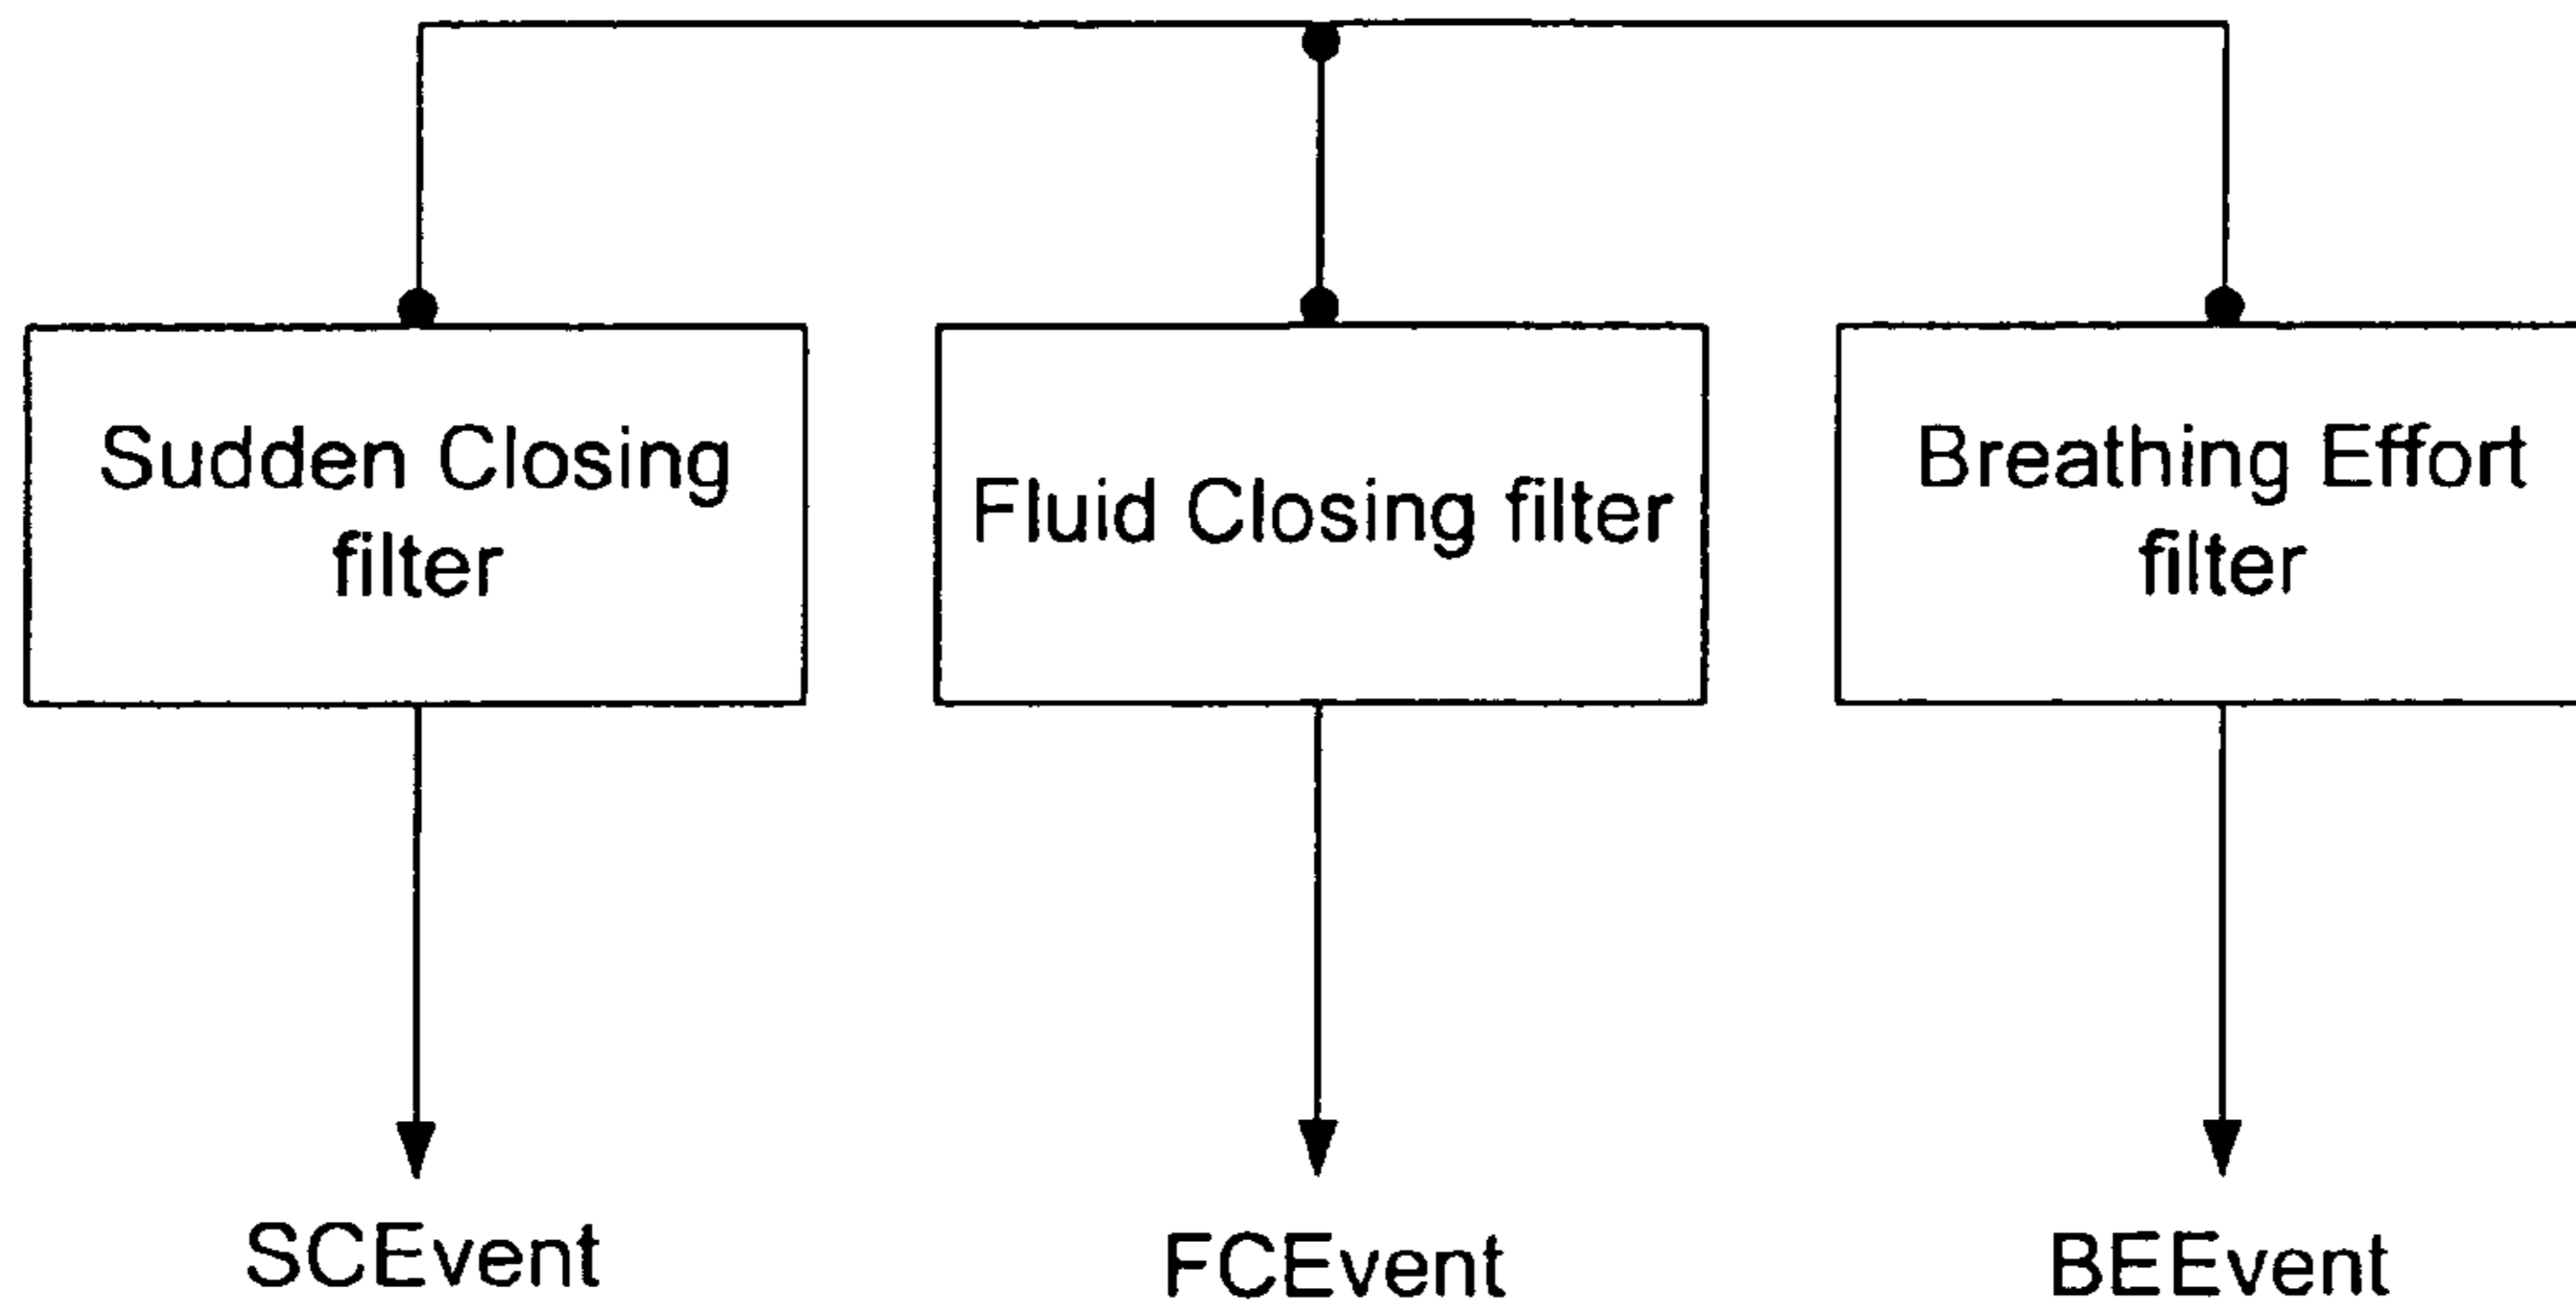 Sudden Closing
filter
Fluid Closing filter
Breathing Effort
filter
SCEvent
FCEvent
BEEvent